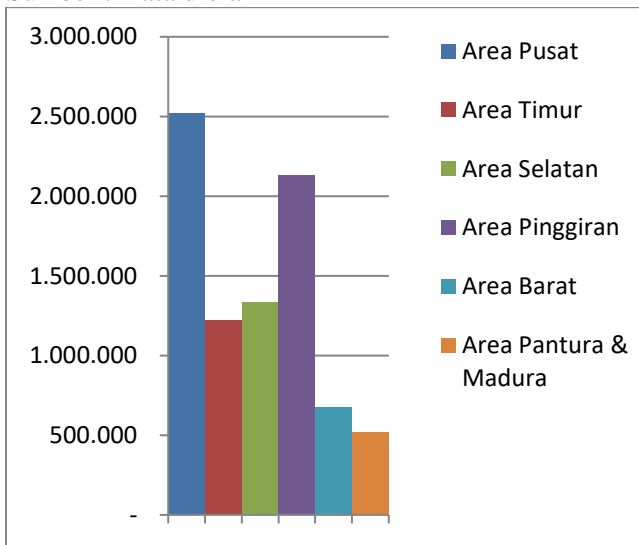 3.000.000
2.500.000
2.000.000
1.500.000
1.000.000
500.000
-
Area Pusat
Area Timur
Area Selatan
Area Pinggiran
Area Barat
Area Pantura &
Madura